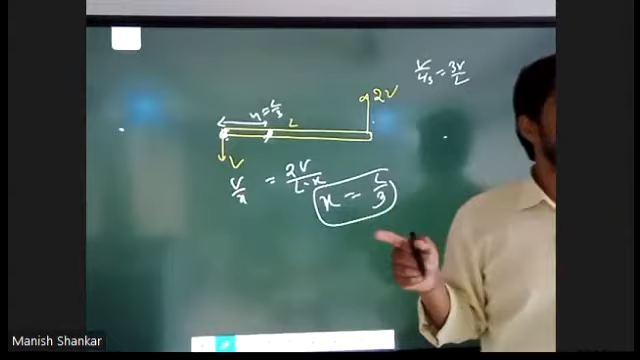 V/(L/3) = 3V/L
2V
x = L/3
L
V
V/x = 2V/(L-x)
x = L/3
Manish Shankar